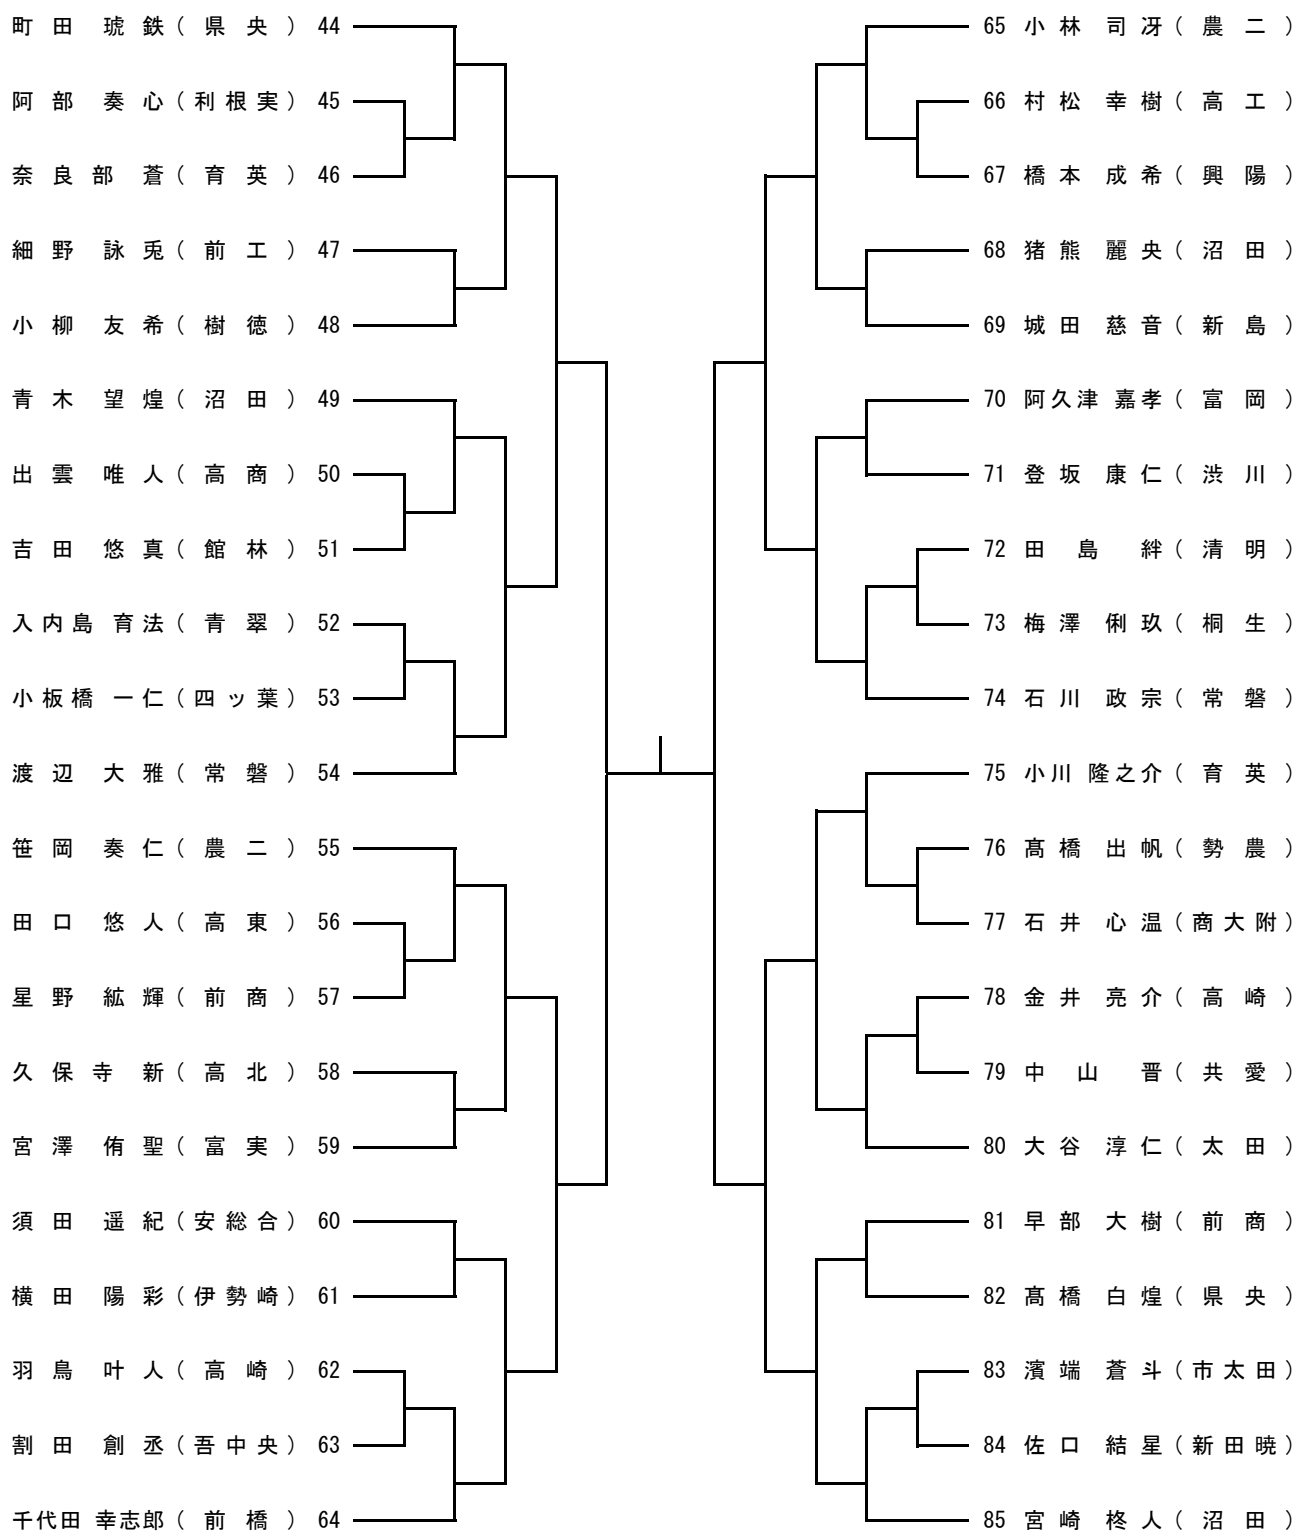 町田 琥鉄(県央) 44
阿部 奏心(利根実) 45
奈良部 蒼(育英) 46
細野 詠兎(前工) 47
小柳 友希(樹徳) 48
青木 望煌(沼田) 49
出雲 唯人(高商) 50
吉田 悠真(館林) 51
入内島 育法(青翠) 52
小板橋 一仁(四ッ葉) 53
渡辺 大雅(常磐) 54
笹岡 奏仁(農二) 55
田口 悠人(高東) 56
星野 紘輝(前商) 57
久保寺 新(高北) 58
宮澤 侑聖(富実) 59
須田 遥紀(安総合) 60
横田 陽彩(伊勢崎) 61
羽鳥 叶人(高崎) 62
割田 創丞(吾中央) 63
千代田 幸志郎(前橋) 64
65 小林 司冴(農二)
66 村松 幸樹(高工)
67 橋本 成希(興陽)
68 猪熊 麗央(沼田)
69 城田 慈音(新島)
70 阿久津 嘉孝(富岡)
71 登坂 康仁(渋川)
72 田島 絆(清明)
73 梅澤 俐玖(桐生)
74 石川 政宗(常磐)
75 小川 隆之介(育英)
76 髙橋 出帆(勢農)
77 石井 心温(商大附)
78 金井 亮介(高崎)
79 中山 晋(共愛)
80 大谷 淳仁(太田)
81 早部 大樹(前商)
82 髙橋 白煌(県央)
83 濱端 蒼斗(市太田)
84 佐口 結星(新田暁)
85 宮崎 柊人(沼田)